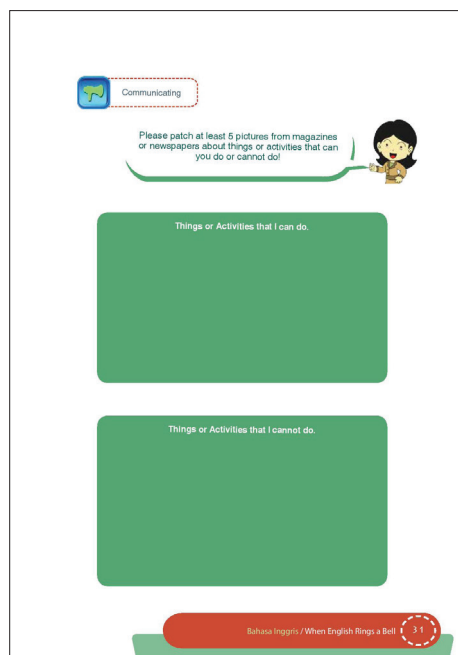 Communicating
Please patch at least 5 pictures from magazines
or newspapers about things or activities that can
you do or cannot do!
Things or Activities that I can do.
Things or Activities that I cannot do.
Bahasa Inggris / When English Rings a Bell 31